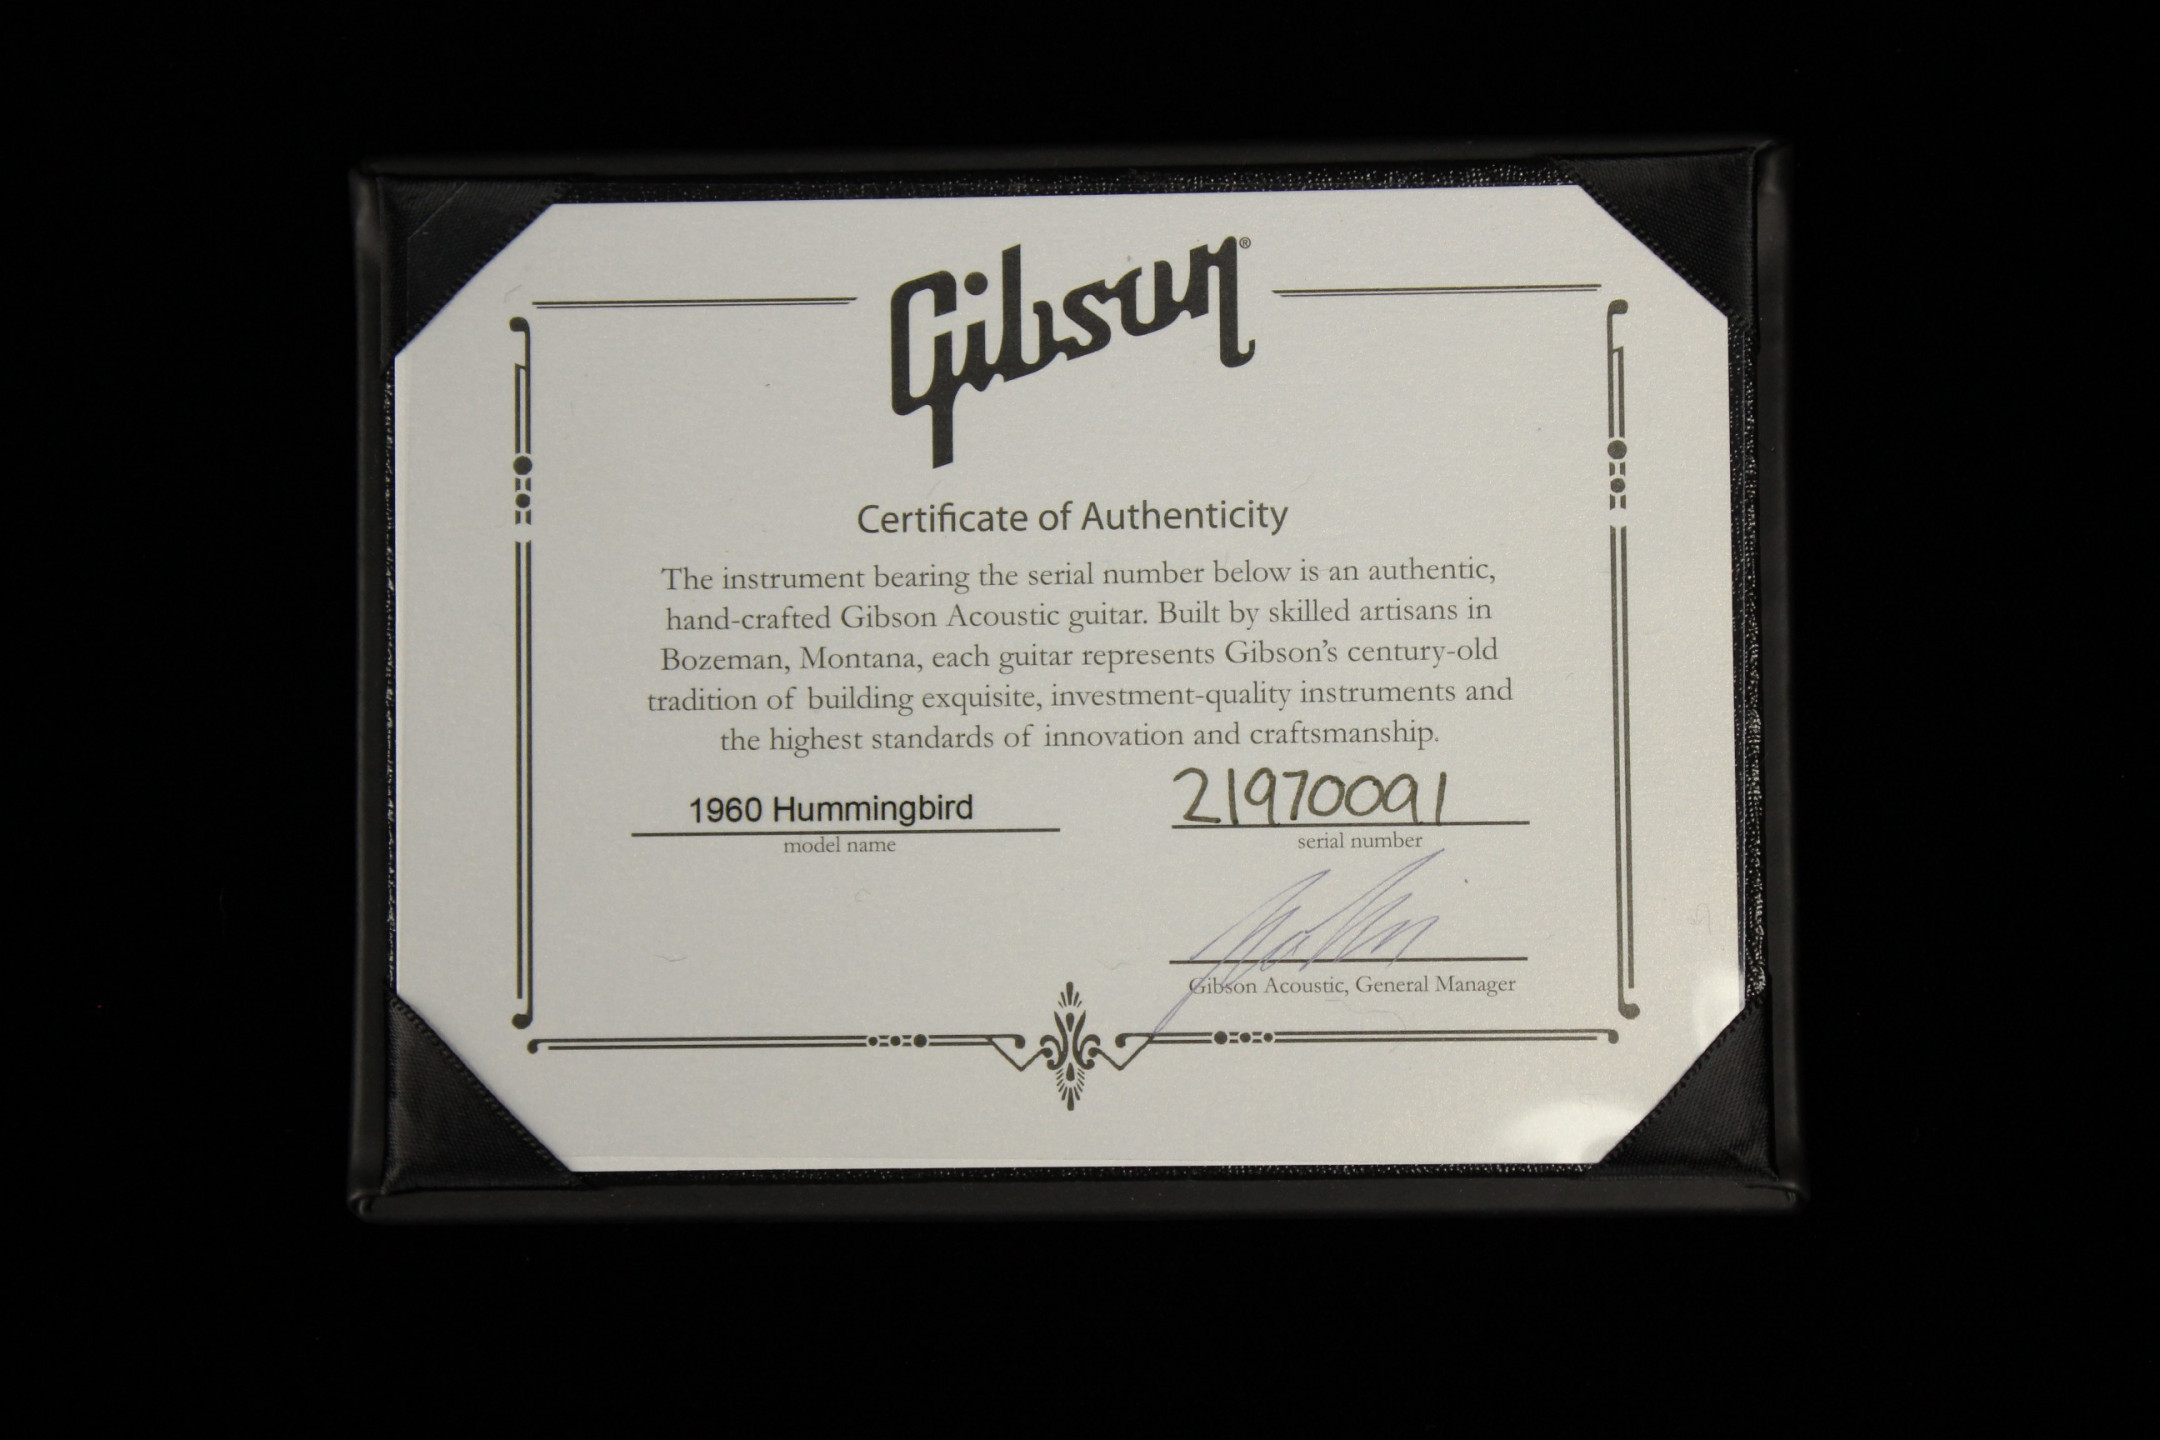 Gibson®
Certificate of Authenticity
The instrument bearing the serial number below is an authentic,
hand-crafted Gibson Acoustic guitar. Built by skilled artisans in
Bozeman, Montana, each guitar represents Gibson’s century-old
tradition of building exquisite, investment-quality instruments and
the highest standards of innovation and craftsmanship.
1960 Hummingbird 21970091
model name serial number
Gibson Acoustic, General Manager